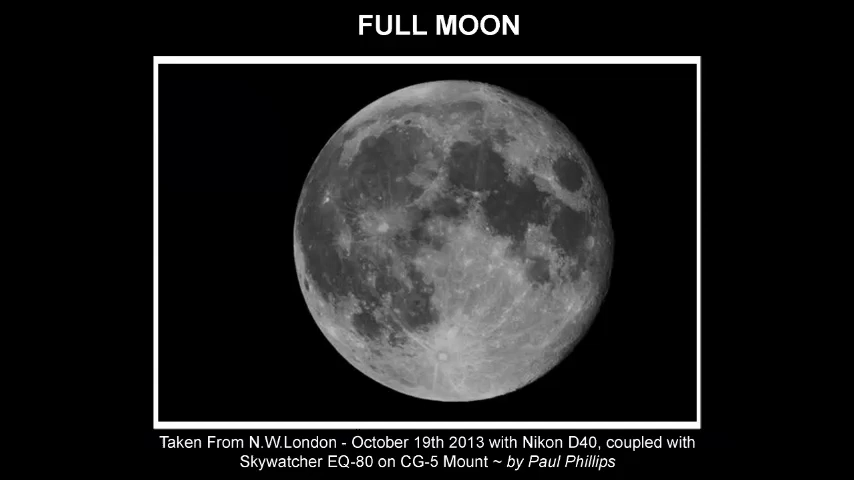 FULL MOON
Taken From N.W.London - October 19th 2013 with Nikon D40, coupled with
Skywatcher EQ-80 on CG-5 Mount ~ by Paul Phillips